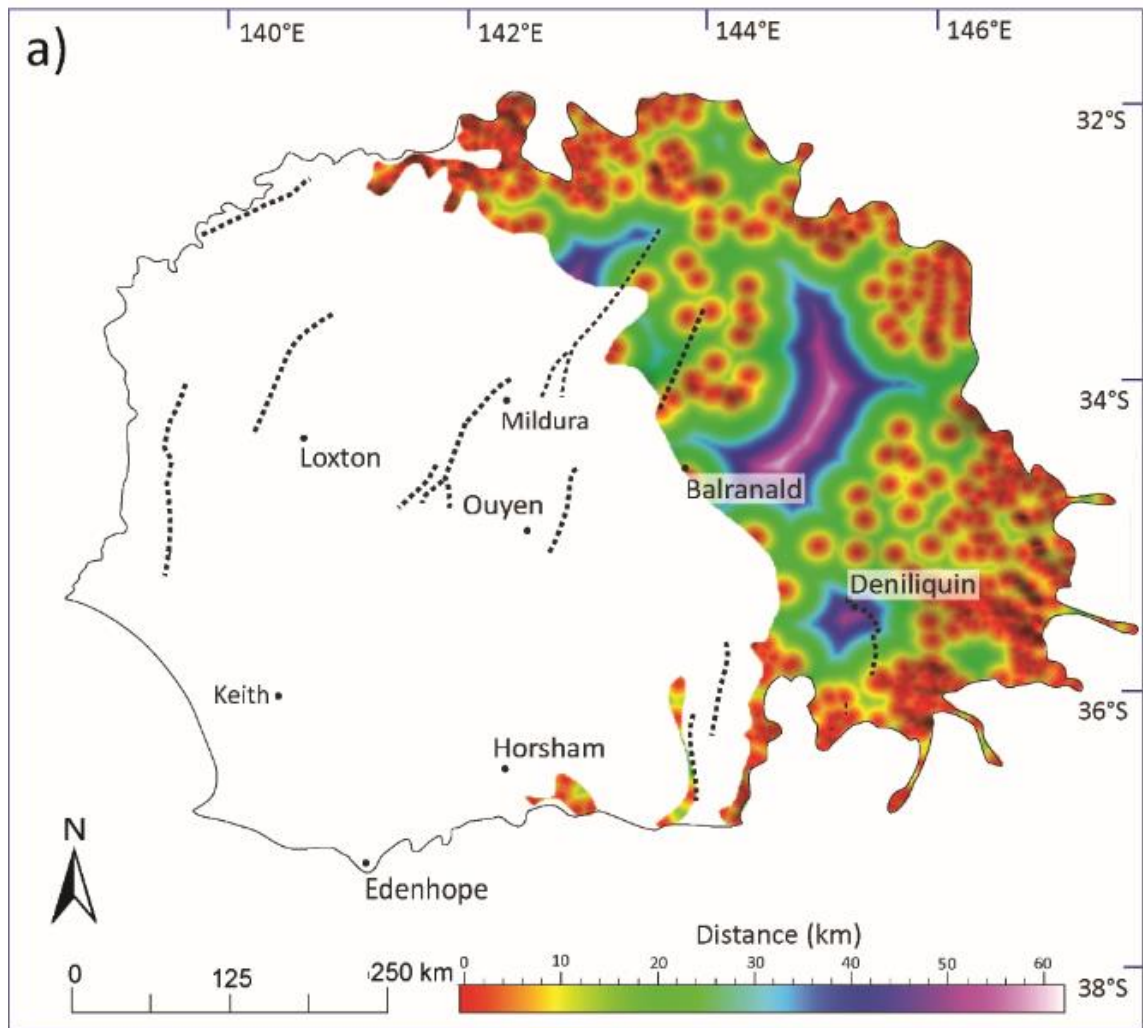 a)
140°E
142°E
144°E
146°E
32°S
34°S
Mildura
Loxton
Balranald
Ouyen
Deniliquin
Keith
36°S
Horsham
N
Edenhope
Distance (km)
0 125 250 km
0 10 20 30 40 50 60
38°S